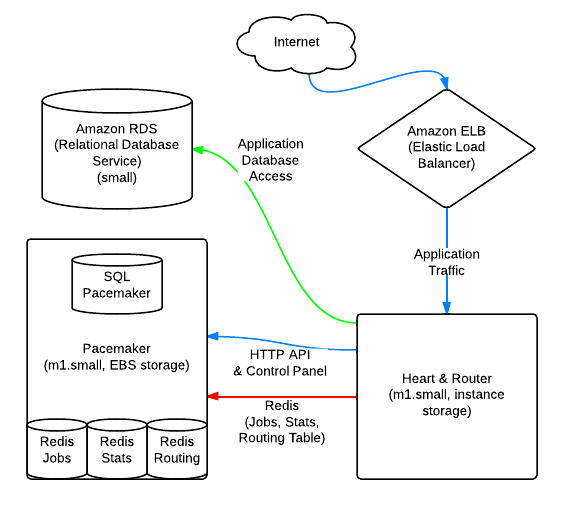 Internet
Amazon RDS
(Relational Database
Service)
(small)
Amazon ELB
(Elastic Load
Balancer)
Application
Database
Access
Application
Traffic
SQL
Pacemaker
Pacemaker
(m1.small, EBS storage)
HTTP API
& Control Panel
Heart & Router
(m1.small, instance
storage)
Redis
(Jobs, Stats,
Routing Table)
Redis
Jobs
Redis
Stats
Redis
Routing